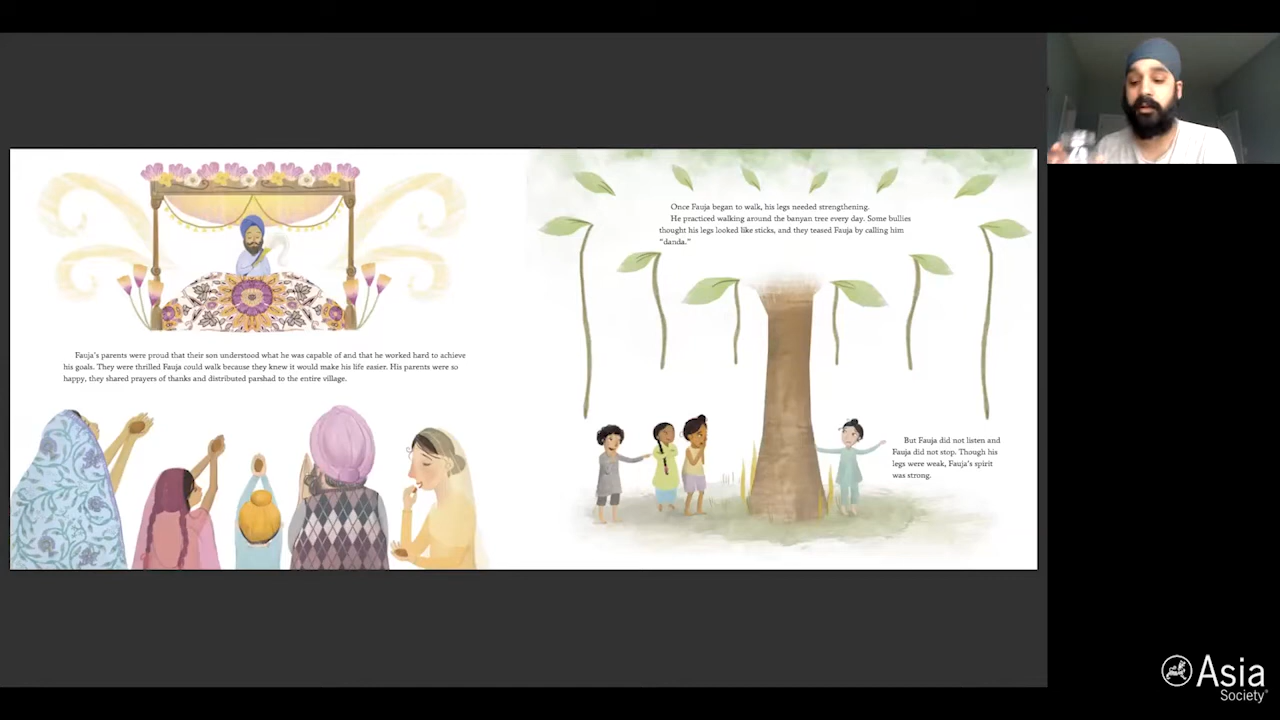 Fauja's parents were proud that their son understood what he was capable of and that he worked hard to achieve
his goals. They were thrilled Fauja could walk because they knew it would make his life easier. His parents were so
happy, they shared prayers of thanks and distributed parshad to the entire village.
Once Fauja began to walk, his legs needed strengthening.
He practiced walking around the banyan tree every day. Some bullies
thought his legs looked like sticks, and they teased Fauja by calling him
“danda.”
But Fauja did not listen and
Fauja did not stop. Though his
legs were weak, Fauja's spirit
was strong.
Asia
Society®